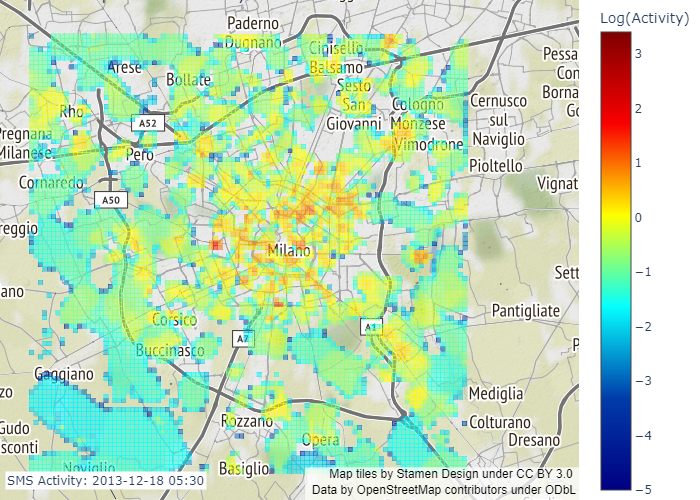 Log(Activity)
Paderno
Dugnano
Cinisello
Balsamo
Arese
Bollate
Sesto
San
Giovanni
Pessa
Borna
Rho
Cologno
Monzese
Cernusco
sul
Naviglio
A52
Pregnana
Milanese
Pero
Vimodrone
Pioltello
Cornaredo
Vignat
A50
reggio
Milano
Sett
ano
Pantigliate
Corsico
A7
A1
Buccinasco
Gaggiano
Mediglia
Rozzano
Colturano
Gudo
sconti
Opera
Dresano
Noviglio
Basiglio
3
2
1
0
−1
−2
−3
−4
−5
SMS Activity: 2013-12-18 05:30
Map tiles by Stamen Design under CC BY 3.0
Data by OpenStreetMap contributors under ODbL